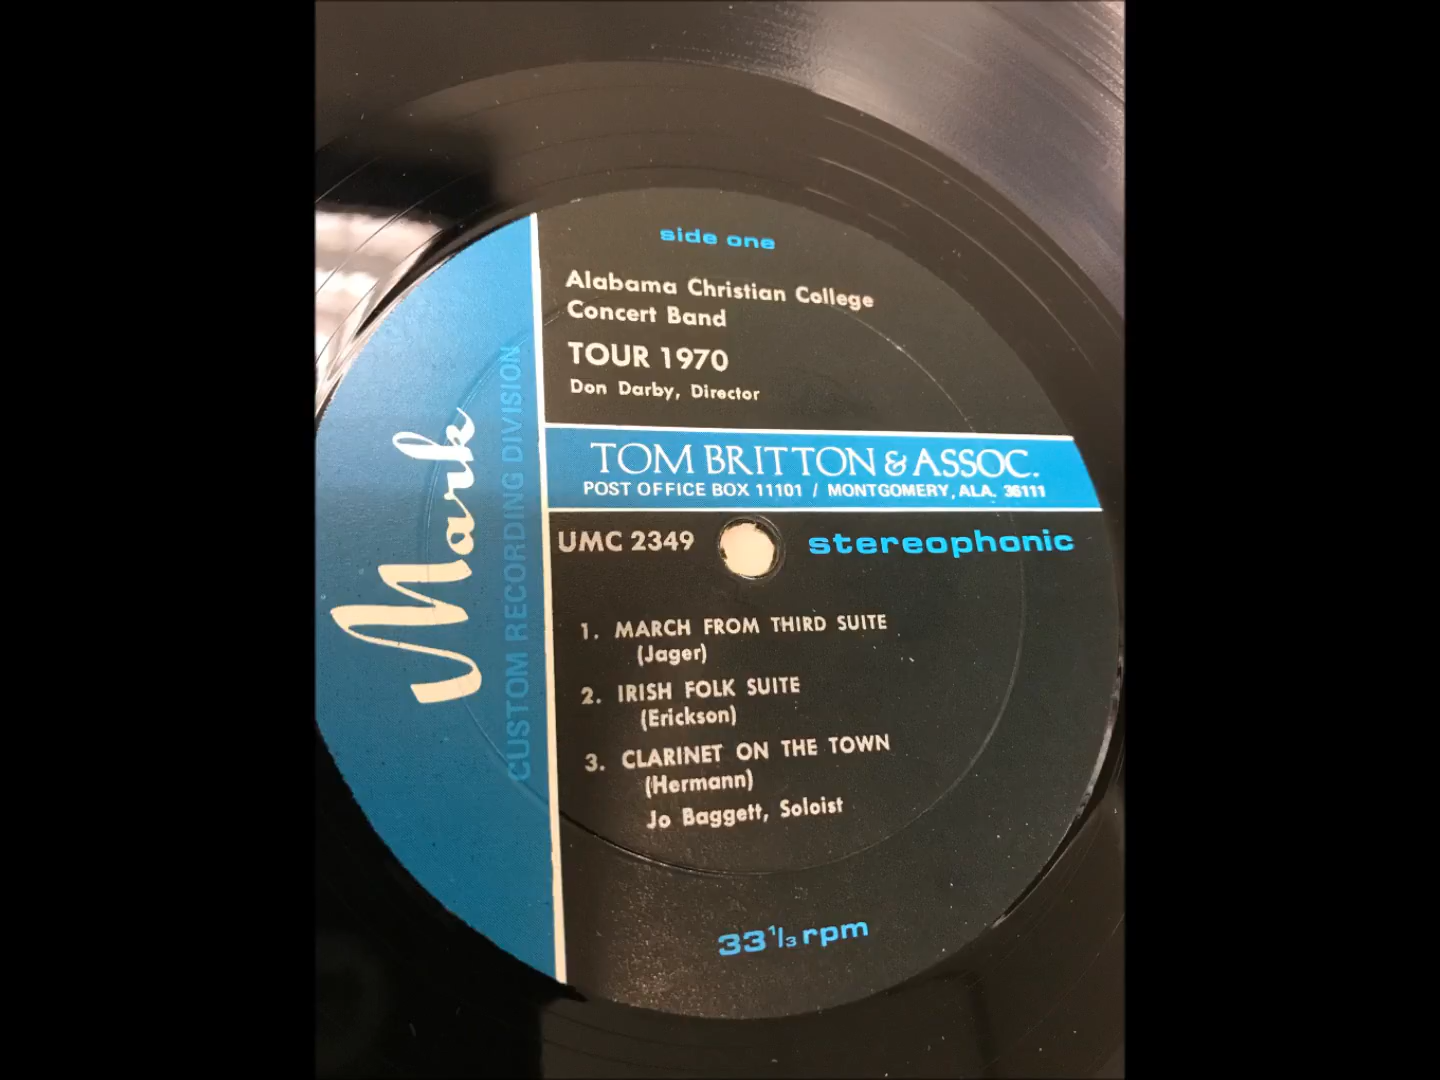 side one
Alabama Christian College
Concert Band
TOUR 1970
Don Darby, Director
Mark
CUSTOM RECORDING DIVISION
TOM BRITTON & ASSOC.
POST OFFICE BOX 11101 / MONTGOMERY, ALA. 36111
UMC 2349
stereophonic
1. MARCH FROM THIRD SUITE
(Jager)
2. IRISH FOLK SUITE
(Erickson)
3. CLARINET ON THE TOWN
(Hermann)
Jo Baggett, Soloist
33 1/3 rpm